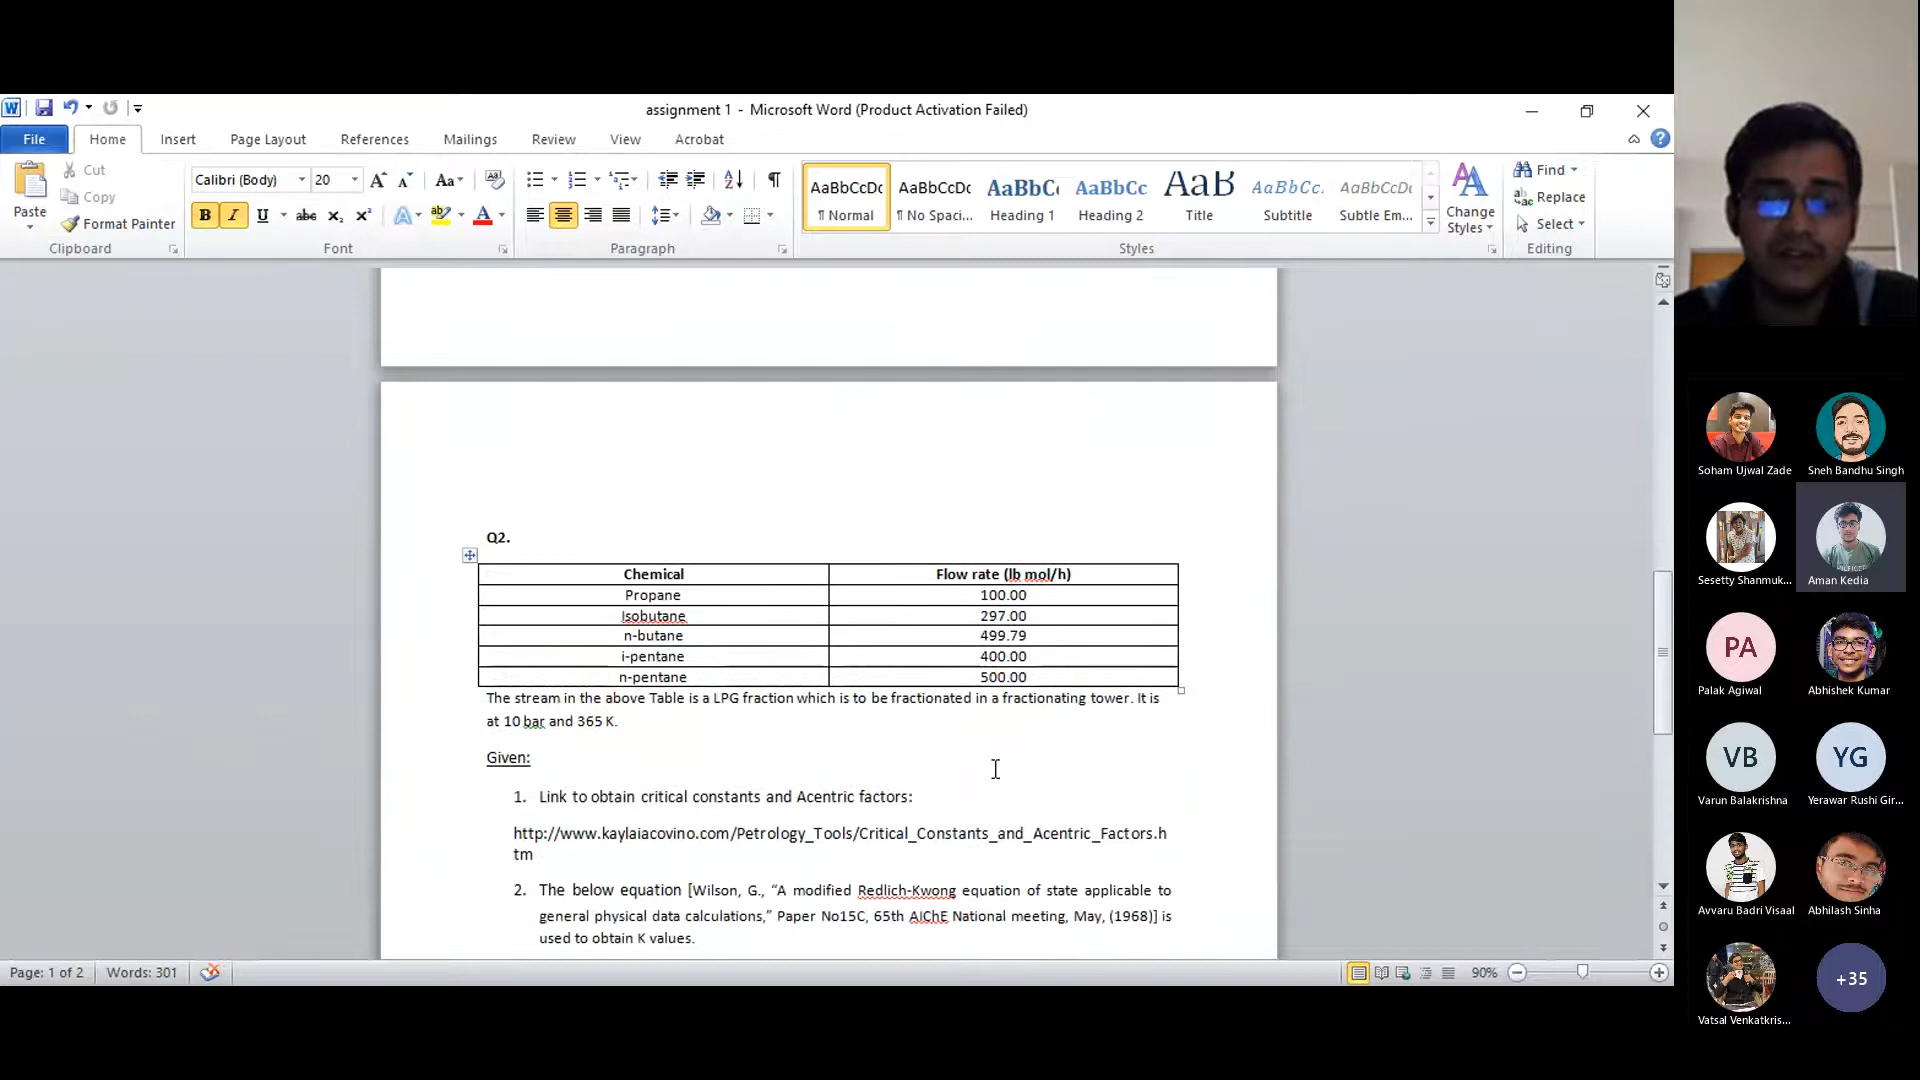 assignment 1 - Microsoft Word (Product Activation Failed)
File Home Insert Page Layout References Mailings Review View Acrobat
Paste
Cut
Copy
Format Painter
Clipboard
Calibri (Body) 20
Font
Paragraph
AaBbCcDc AaBbCcDc AaBbCc AaBbCc AaB AaBbCc. AaBbCcDc
¶ Normal ¶ No Spaci... Heading 1 Heading 2 Title Subtitle Subtle Em...
Styles
Change
Styles
Find
Replace
Select
Editing
Q2.
Chemical Flow rate (lb mol/h)
Propane 100.00
Isobutane 297.00
n-butane 499.79
i-pentane 400.00
n-pentane 500.00
The stream in the above Table is a LPG fraction which is to be fractionated in a fractionating tower. It is
at 10 bar and 365 K.
Given:
1. Link to obtain critical constants and Acentric factors:
http://www.kaylaiacovino.com/Petrology_Tools/Critical_Constants_and_Acentric_Factors.h
tm
2. The below equation [Wilson, G., “A modified Redlich-Kwong equation of state applicable to
general physical data calculations,” Paper No15C, 65th AIChE National meeting, May, (1968)] is
used to obtain K values.
Page: 1 of 2 Words: 301
90%
Soham Ujwal Zade Sneh Bandhu Singh
Sesetty Shanmuk... Aman Kedia
PA
Palak Agiwal Abhishek Kumar
VB YG
Varun Balakrishna Yerawar Rushi Gir...
Avvaru Badri Visaal Abhilash Sinha
+35
Vatsal Venkatkris...